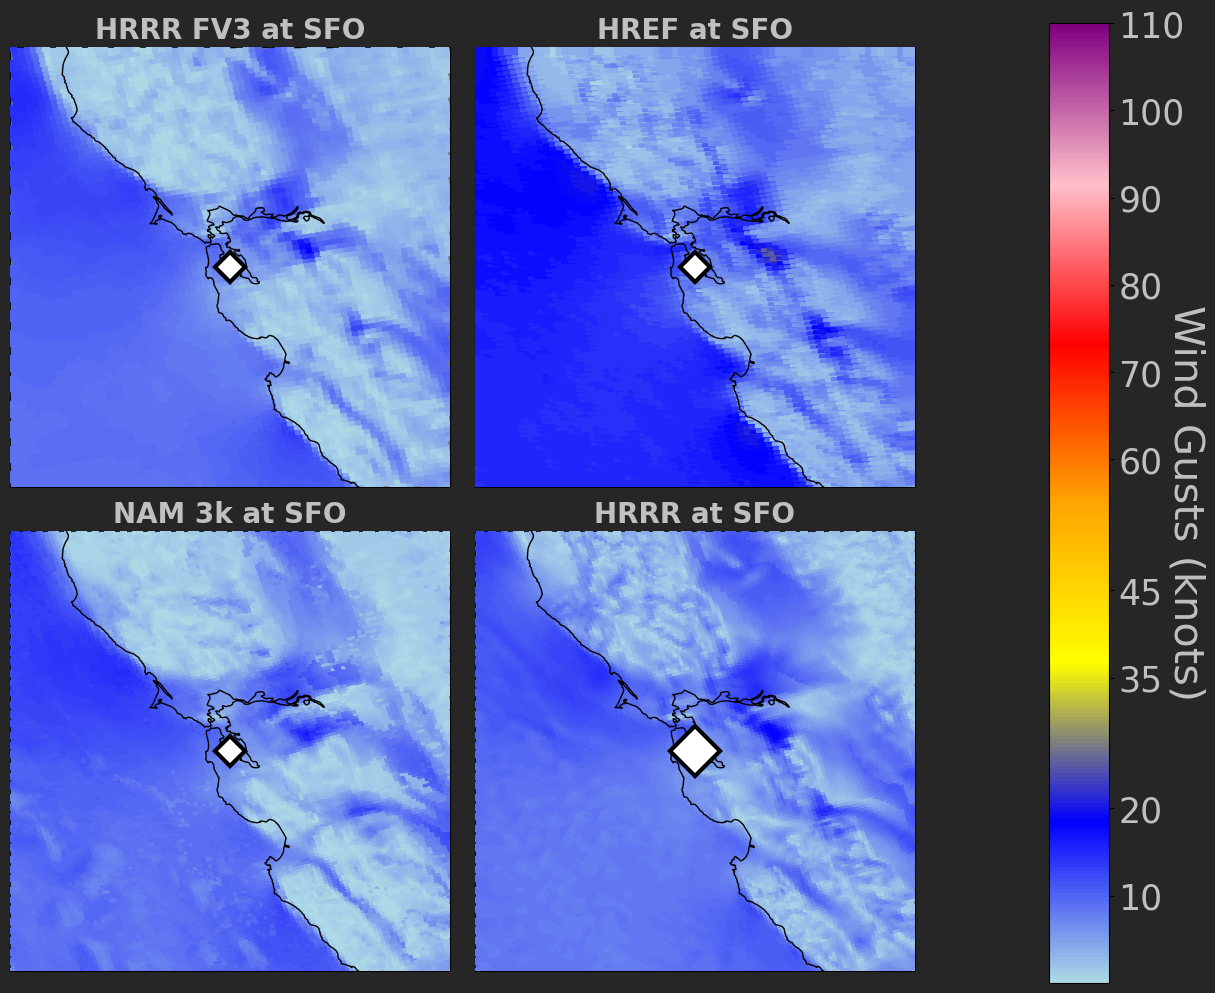 HRRR FV3 at SFO
HREF at SFO
NAM 3k at SFO
HRRR at SFO
110
100
90
80
70
60
45
35
20
10
Wind Gusts (knots)